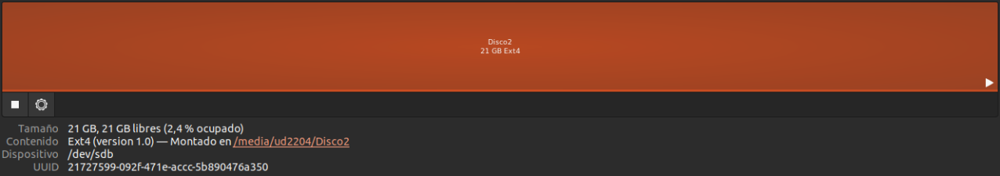 Disco2
21 GB Ext4
Tamaño 21 GB, 21 GB libres (2,4 % ocupado)
Contenido Ext4 (version 1.0) — Montado en /media/ud2204/Disco2
Dispositivo /dev/sdb
UUID 21727599-092f-471e-accc-5b890476a350